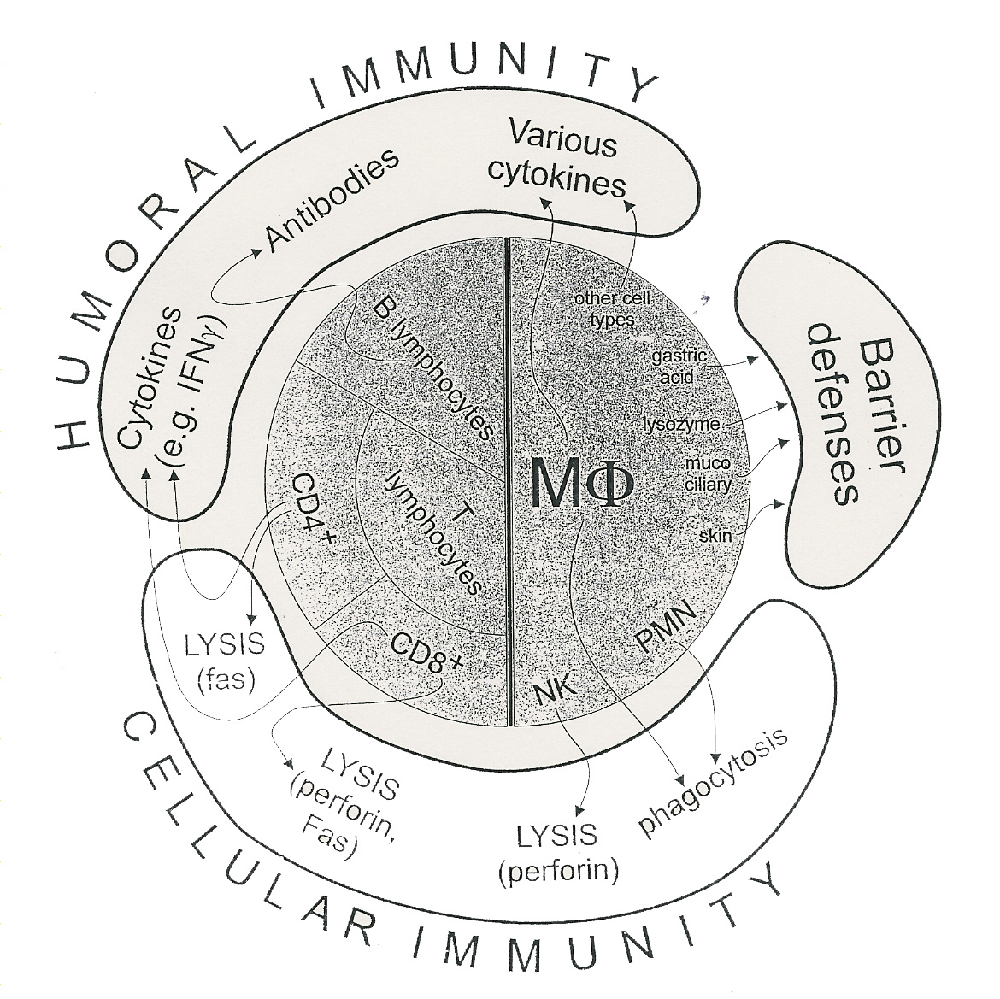 HUMORAL IMMUNITY
Various
cytokines
Antibodies
Cytokines
(e.g. IFNγ)
B lymphocytes
T
lymphocytes
CD4+
CD8+
other cell
types
gastric
acid
lysozyme
muco
ciliary
skin
MΦ
PMN
NK
Barrier
defenses
LYSIS
(fas)
LYSIS
(perforin,
Fas)
LYSIS
(perforin)
phagocytosis
CELLULAR IMMUNITY